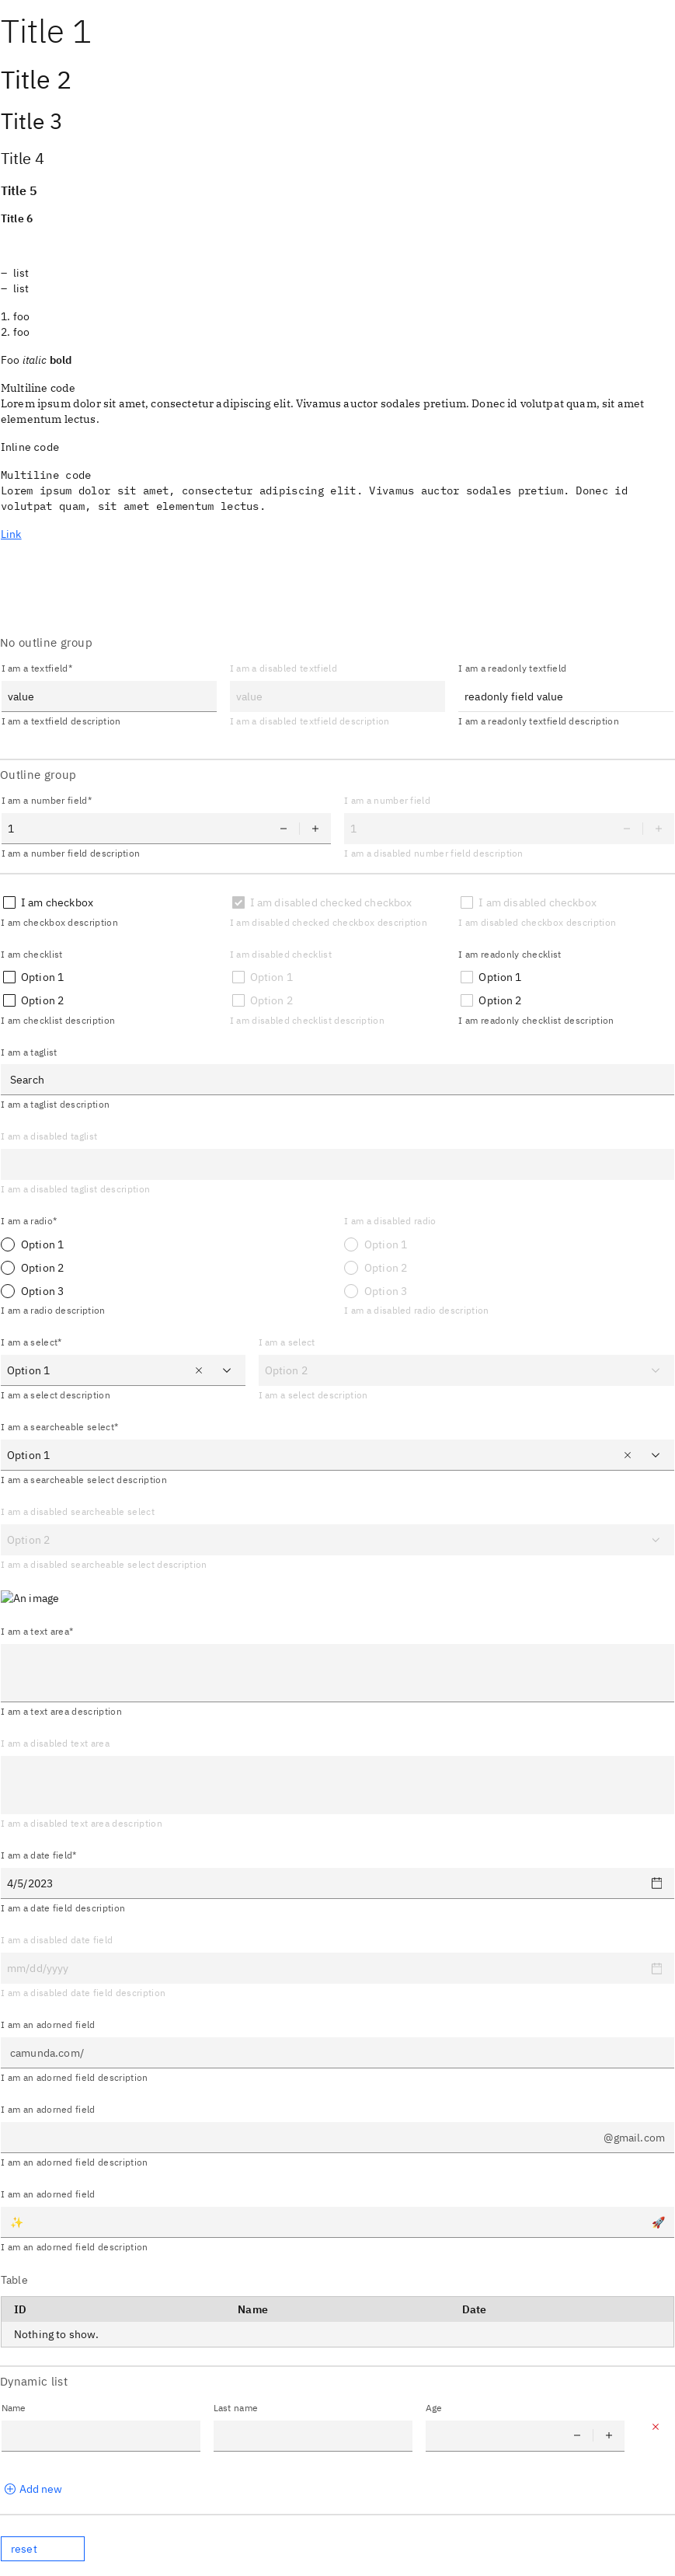 Title 1
Title 2
Title 3
Title 4
Title 5
Title 6
– list
– list
1. foo
2. foo
Foo italic bold
Multiline code
Lorem ipsum dolor sit amet, consectetur adipiscing elit. Vivamus auctor sodales pretium. Donec id volutpat quam, sit amet
elementum lectus.
Inline code
Multiline code
Lorem ipsum dolor sit amet, consectetur adipiscing elit. Vivamus auctor sodales pretium. Donec id
volutpat quam, sit amet elementum lectus.
Link
No outline group
I am a textfield* I am a disabled textfield I am a readonly textfield
value value readonly field value
I am a textfield description I am a disabled textfield description I am a readonly textfield description
Outline group
I am a number field* I am a number field
1 − + 1 − +
I am a number field description I am a disabled number field description
I am checkbox I am disabled checked checkbox I am disabled checkbox
I am checkbox description I am disabled checked checkbox description I am disabled checkbox description
I am checklist I am disabled checklist I am readonly checklist
Option 1 Option 1 Option 1
Option 2 Option 2 Option 2
I am checklist description I am disabled checklist description I am readonly checklist description
I am a taglist
Search
I am a taglist description
I am a disabled taglist
I am a disabled taglist description
I am a radio* I am a disabled radio
Option 1 Option 1
Option 2 Option 2
Option 3 Option 3
I am a radio description I am a disabled radio description
I am a select* I am a select
Option 1 Option 2
I am a select description I am a select description
I am a searcheable select*
Option 1
I am a searcheable select description
I am a disabled searcheable select
Option 2
I am a disabled searcheable select description
An image
I am a text area*
I am a text area description
I am a disabled text area
I am a disabled text area description
I am a date field*
4/5/2023
I am a date field description
I am a disabled date field
mm/dd/yyyy
I am a disabled date field description
I am an adorned field
camunda.com/
I am an adorned field description
I am an adorned field
@gmail.com
I am an adorned field description
I am an adorned field
✨ 🚀
I am an adorned field description
Table
ID Name Date
Nothing to show.
Dynamic list
Name Last name Age
− +
Add new
reset